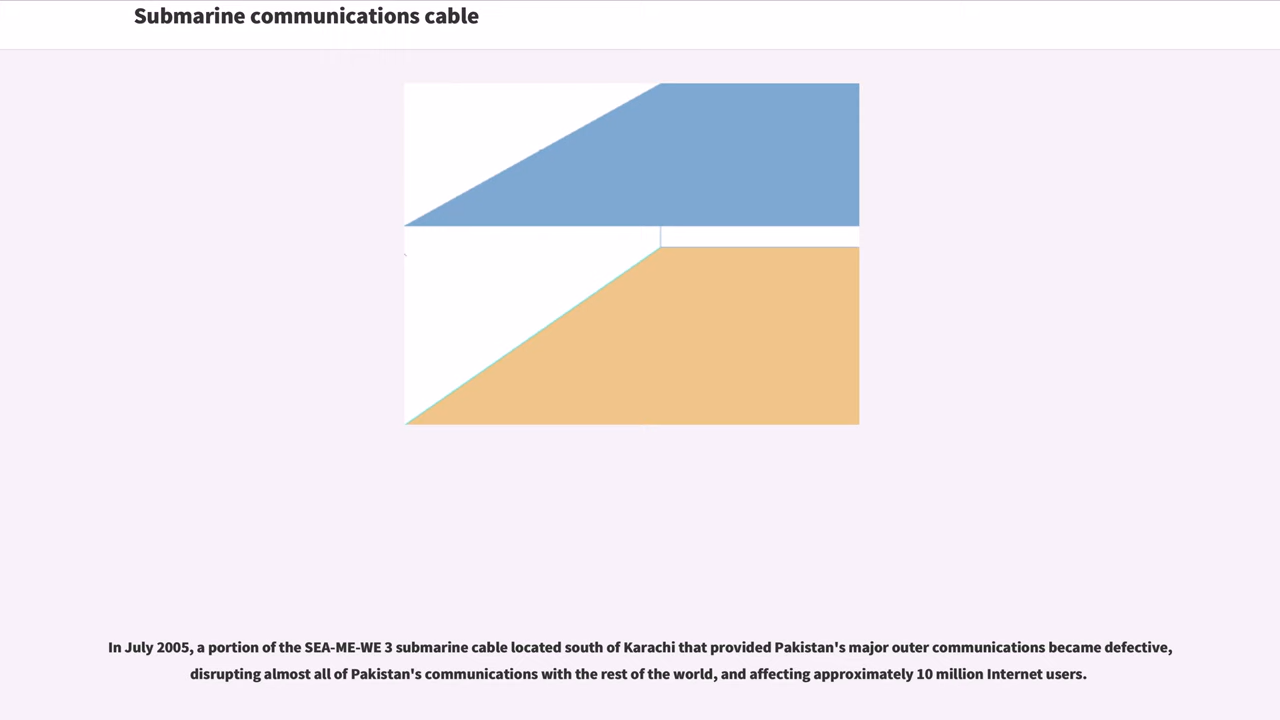 Submarine communications cable
In July 2005, a portion of the SEA-ME-WE 3 submarine cable located south of Karachi that provided Pakistan's major outer communications became defective,
disrupting almost all of Pakistan's communications with the rest of the world, and affecting approximately 10 million Internet users.